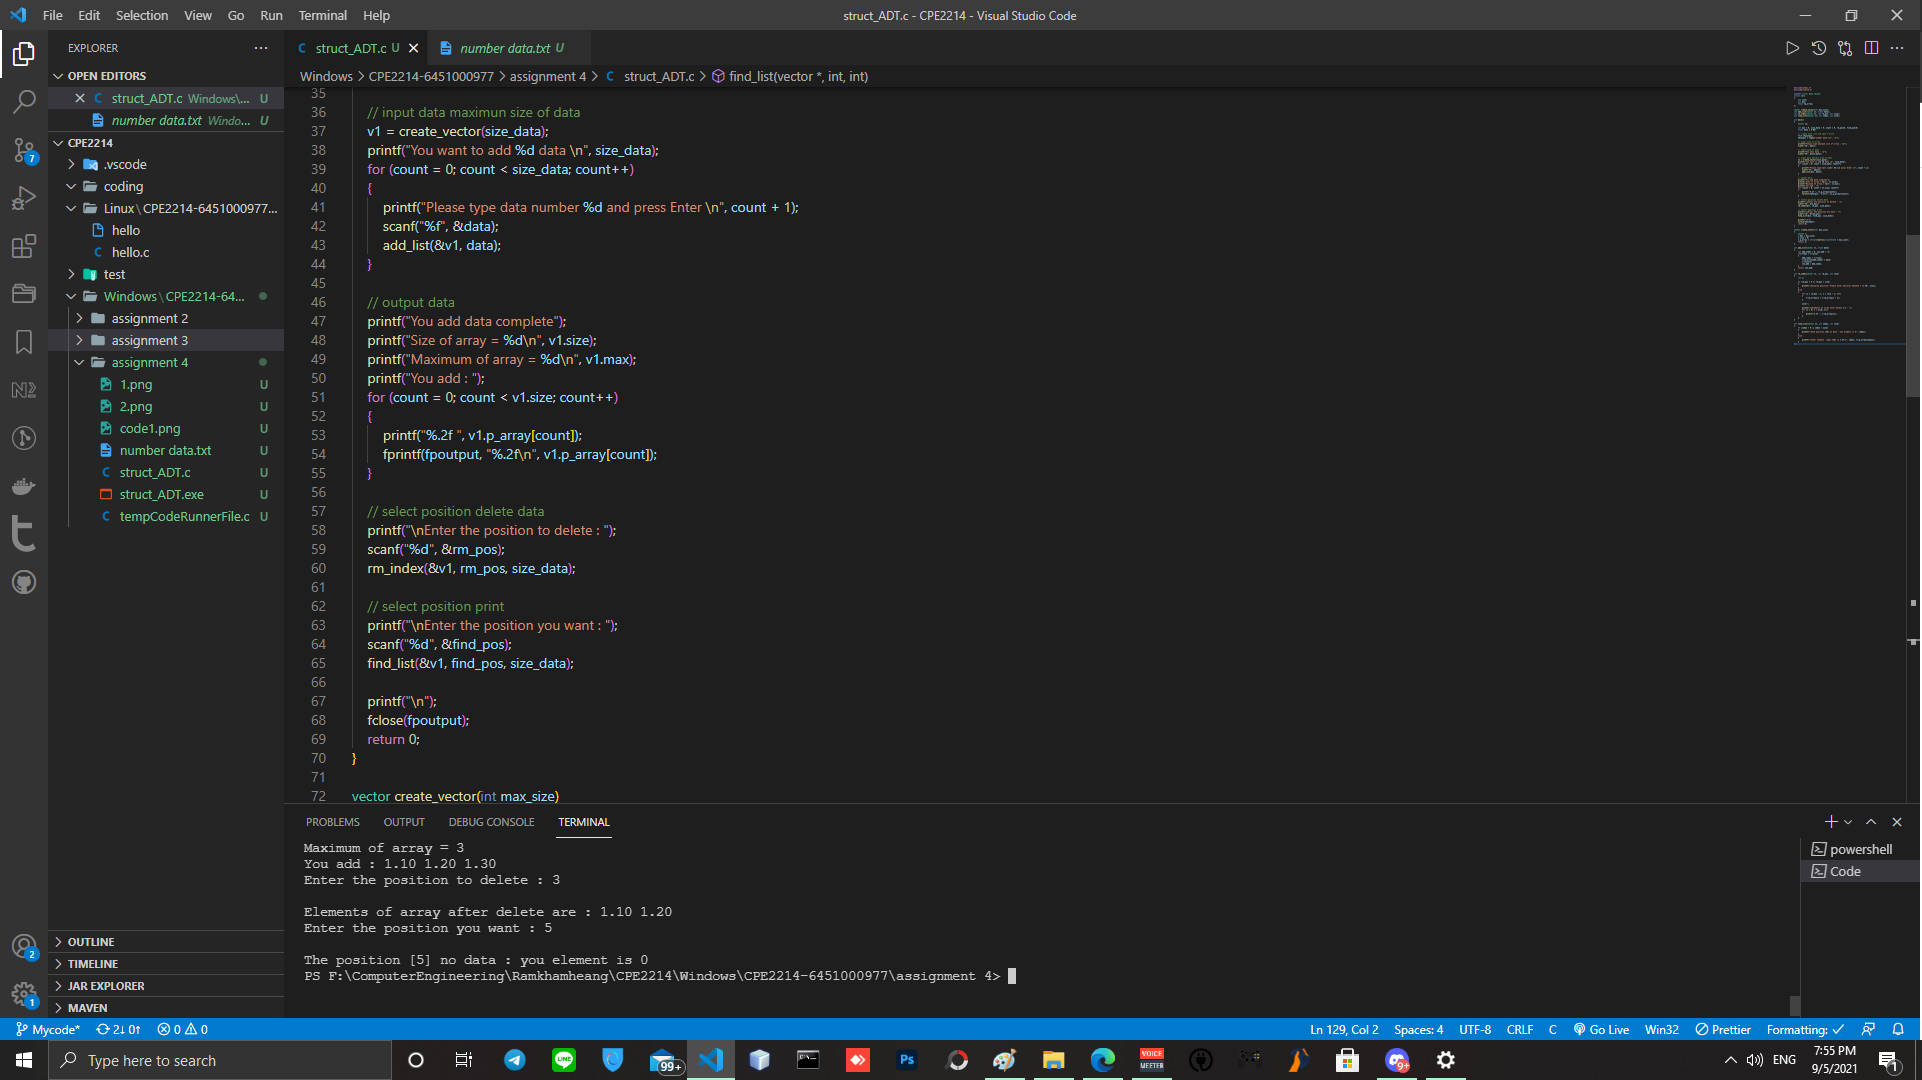 File Edit Selection View Go Run Terminal Help
struct_ADT.c - CPE2214 - Visual Studio Code
EXPLORER
OPEN EDITORS
struct_ADT.c Windows\... U
number data.txt Windo... U
CPE2214
.vscode
coding
Linux\CPE2214-6451000977...
hello
hello.c
test
Windows\CPE2214-64...
assignment 2
assignment 3
assignment 4
1.png U
2.png U
code1.png U
number data.txt U
struct_ADT.c U
struct_ADT.exe U
tempCodeRunnerFile.c U
OUTLINE
TIMELINE
JAR EXPLORER
MAVEN
7
2
1
struct_ADT.c U
number data.txt U
Windows > CPE2214-6451000977 > assignment 4 > C struct_ADT.c > find_list(vector *, int, int)
35
36 // input data maximun size of data
37 v1 = create_vector(size_data);
38 printf("You want to add %d data \n", size_data);
39 for (count = 0; count < size_data; count++)
40 {
41 printf("Please type data number %d and press Enter \n", count + 1);
42 scanf("%f", &data);
43 add_list(&v1, data);
44 }
45
46 // output data
47 printf("You add data complete");
48 printf("Size of array = %d\n", v1.size);
49 printf("Maximum of array = %d\n", v1.max);
50 printf("You add : ");
51 for (count = 0; count < v1.size; count++)
52 {
53 printf("%.2f ", v1.p_array[count]);
54 fprintf(fpoutput, "%.2f\n", v1.p_array[count]);
55 }
56
57 // select position delete data
58 printf("\nEnter the position to delete : ");
59 scanf("%d", &rm_pos);
60 rm_index(&v1, rm_pos, size_data);
61
62 // select position print
63 printf("\nEnter the position you want : ");
64 scanf("%d", &find_pos);
65 find_list(&v1, find_pos, size_data);
66
67 printf("\n");
68 fclose(fpoutput);
69 return 0;
70 }
71
72 vector create_vector(int max_size)
PROBLEMS OUTPUT DEBUG CONSOLE TERMINAL
Maximum of array = 3
You add : 1.10 1.20 1.30
Enter the position to delete : 3
Elements of array after delete are : 1.10 1.20
Enter the position you want : 5
The position [5] no data : you element is 0
PS F:\ComputerEngineering\Ramkhamheang\CPE2214\Windows\CPE2214-6451000977\assignment 4>
powershell
Code
Mycode* 2↓ 0↑ 0 0
Ln 129, Col 2 Spaces: 4 UTF-8 CRLF C Go Live Win32 Prettier Formatting: ✓
Type here to search
LINE
99+
Ps
VOICE MEETER
9+
ENG
7:55 PM
9/5/2021
1